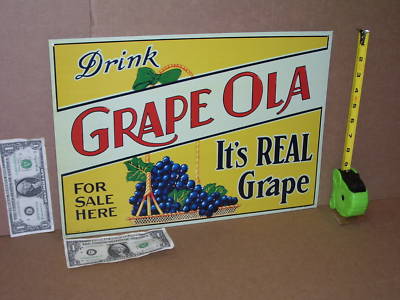 Drink
GRAPE OLA
It's REAL
Grape
FOR
SALE
HERE